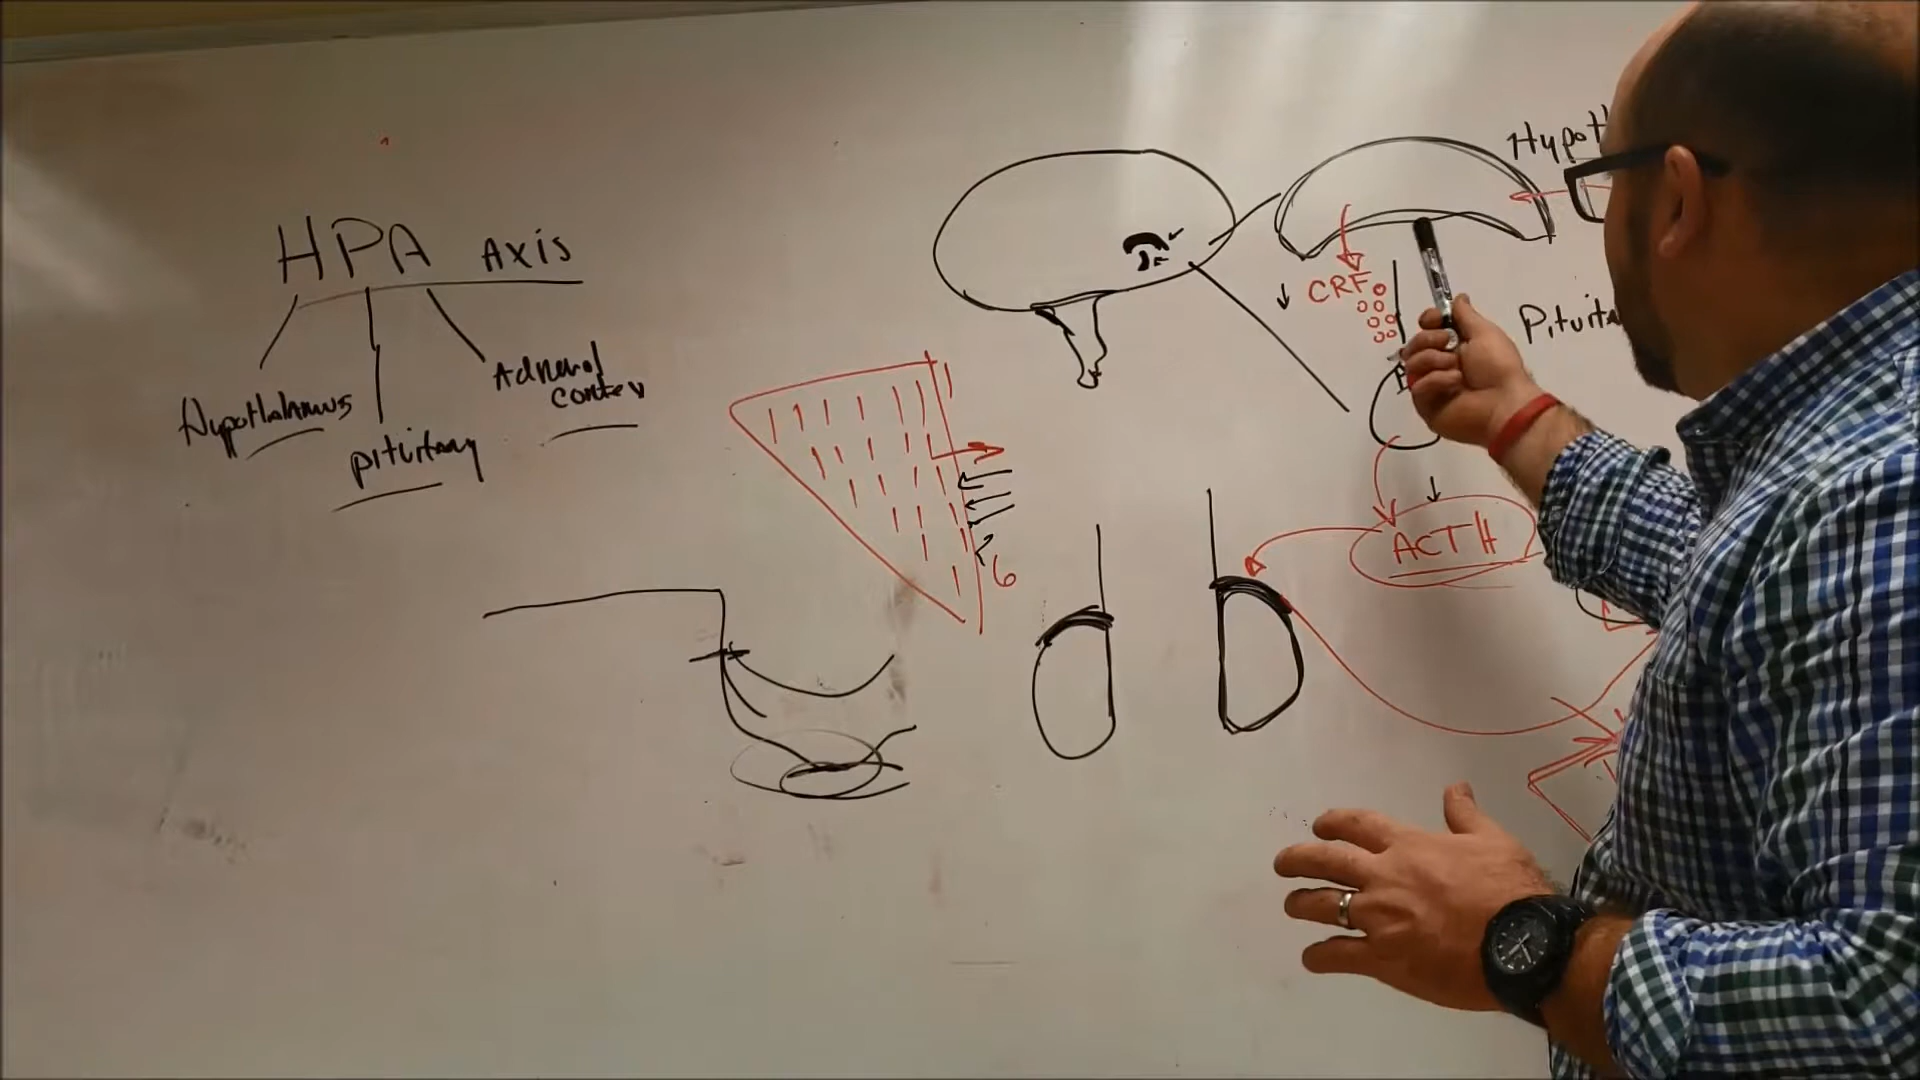 HPA AXIS
Hypothalamus
pituitary
Adrenal
cortex
Hypoth
CRF
Pituita
P
ACTH
6